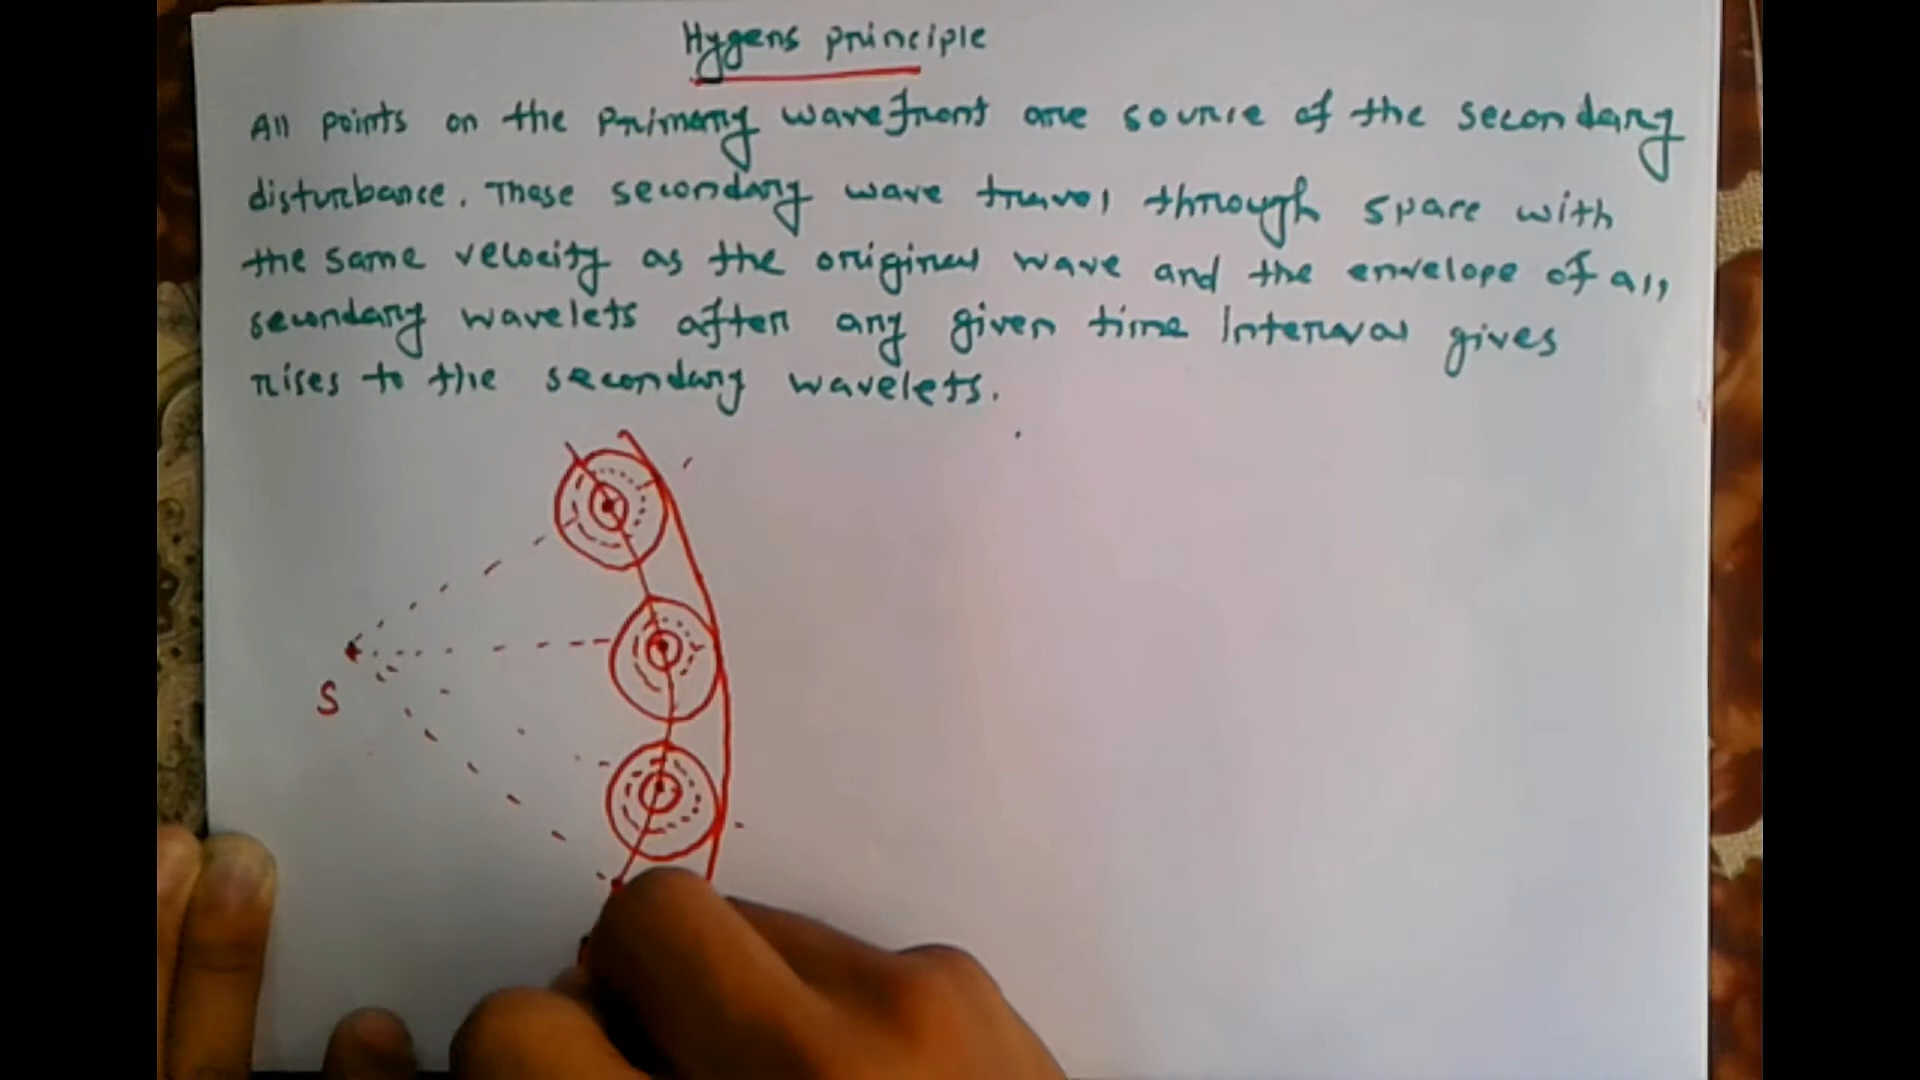 Hygens principle
All points on the primary wavefront are source of the secondary
disturbance. These secondary wave travel through space with
the same velocity as the original wave and the envelope of all
secondary wavelets after any given time Interval gives
rises to the secondary wavelets.
S